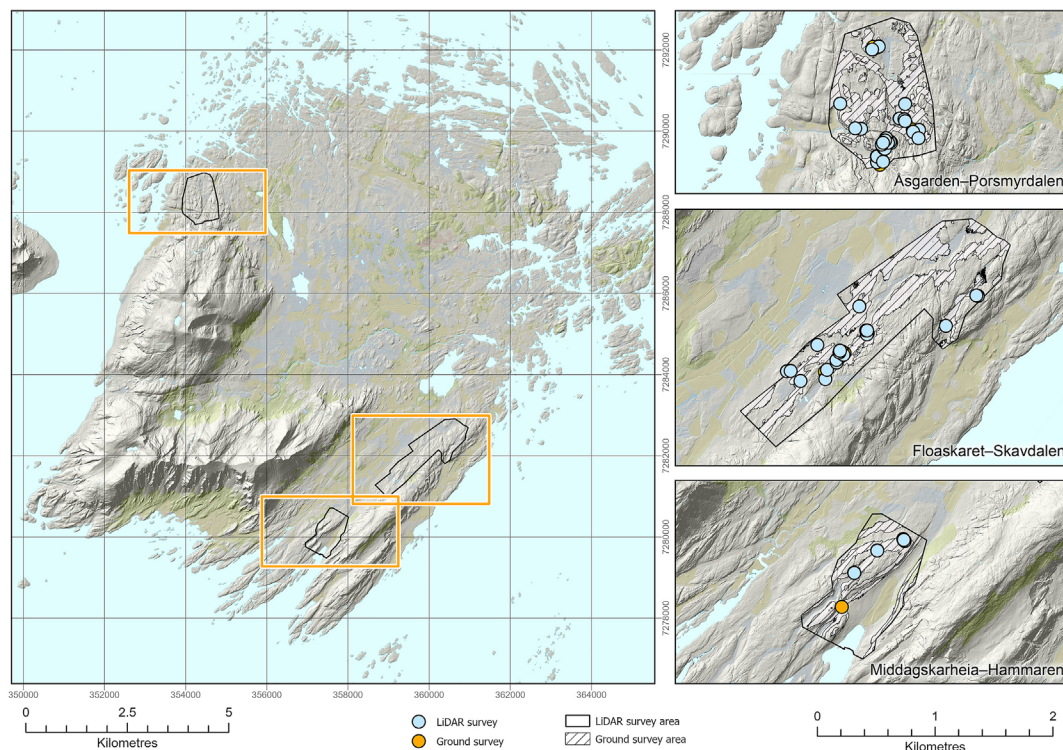 7292000
7290000
7288000
7286000
7284000
7282000
7280000
7278000
350000 352000 354000 356000 358000 360000 362000 364000
Åsgarden–Porsmyrdalen
Floaskaret–Skavdalen
Middagskarheia–Hammaren
0 2.5 5
Kilometres
LiDAR survey
Ground survey
LiDAR survey area
Ground survey area
0 1 2
Kilometres